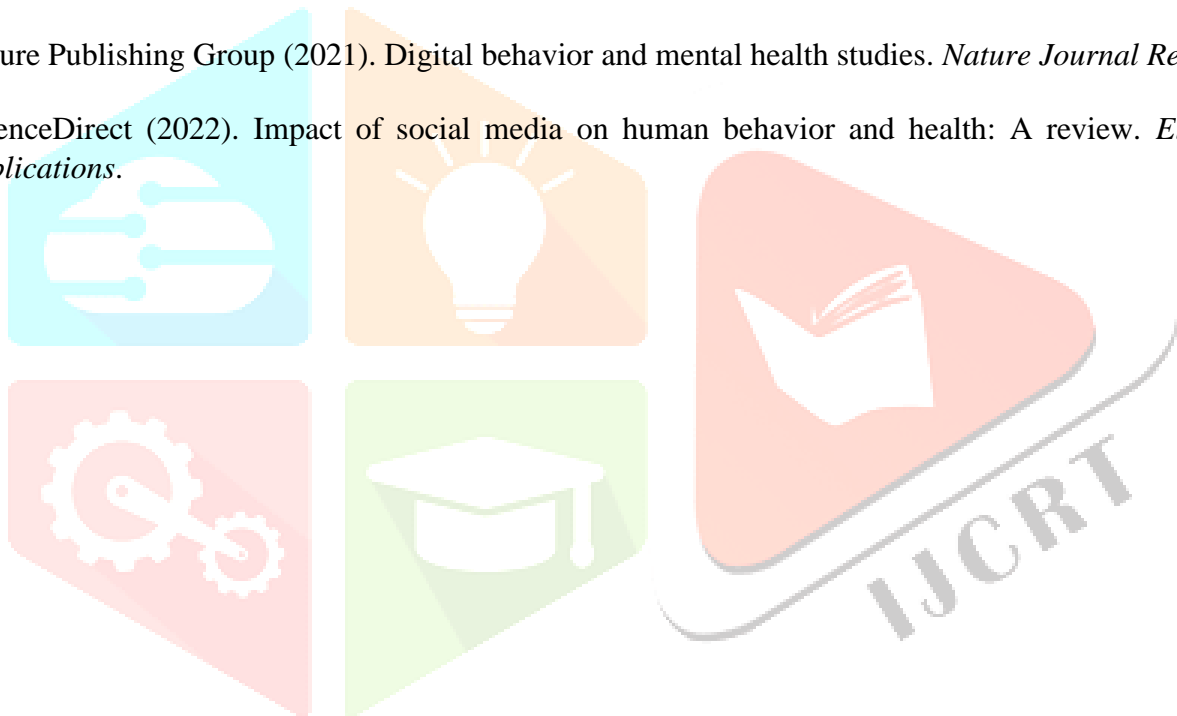 ure Publishing Group (2021). Digital behavior and mental health studies. Nature Journal Re
enceDirect (2022). Impact of social media on human behavior and health: A review. E
plications.
IJCRT